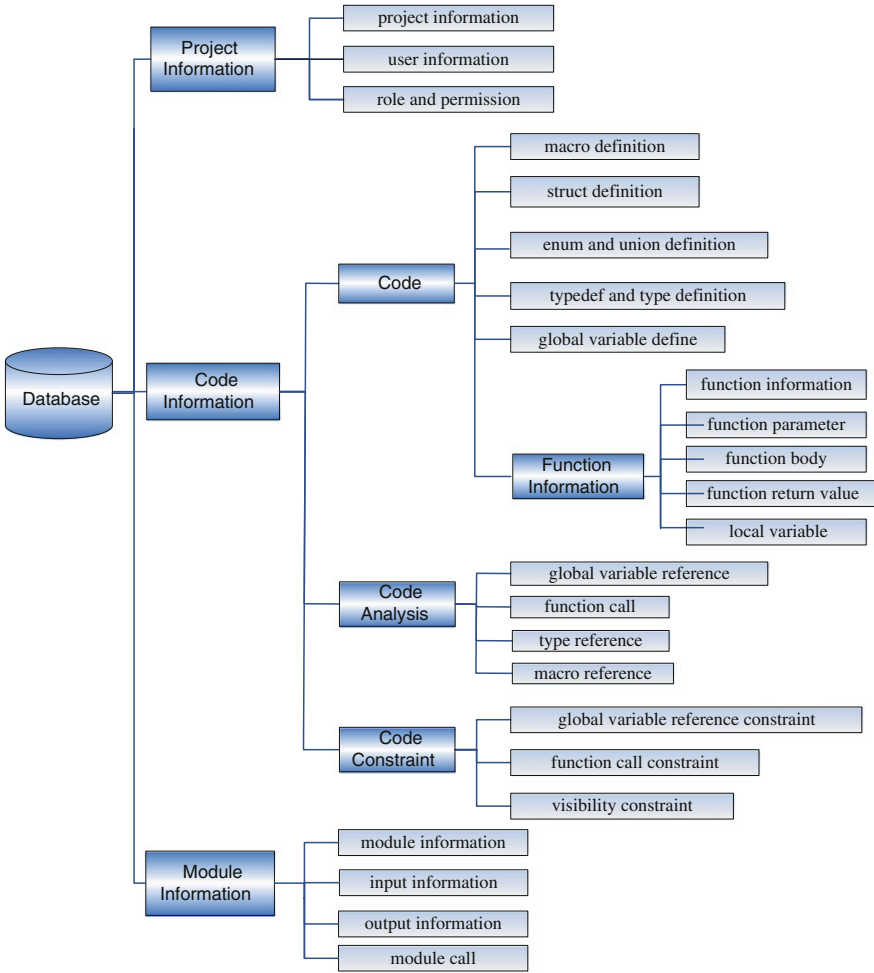 Database
Project
Information
project information
user information
role and permission
Code
Information
Code
macro definition
struct definition
enum and union definition
typedef and type definition
global variable define
Function
Information
function information
function parameter
function body
function return value
local variable
Code
Analysis
global variable reference
function call
type reference
macro reference
Code
Constraint
global variable reference constraint
function call constraint
visibility constraint
Module
Information
module information
input information
output information
module call